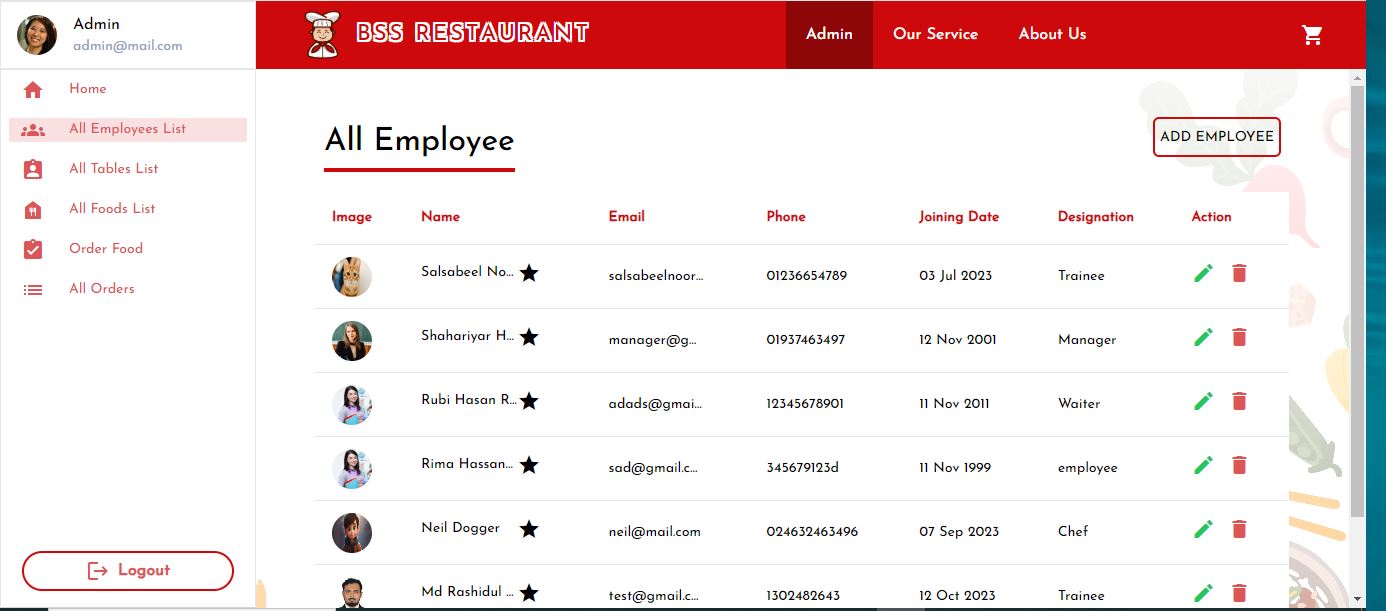 Admin
admin@mail.com
BSS RESTAURANT
Admin
Our Service
About Us
Home
All Employees List
All Tables List
All Foods List
Order Food
All Orders
Logout
All Employee
ADD EMPLOYEE
Image Name Email Phone Joining Date Designation Action
Salsabeel No... salsabeelnoor... 01236654789 03 Jul 2023 Trainee
Shahariyar H... manager@g... 01937463497 12 Nov 2001 Manager
Rubi Hasan R... adads@gmai... 12345678901 11 Nov 2011 Waiter
Rima Hassan... sad@gmail.c... 345679123d 11 Nov 1999 employee
Neil Dogger neil@mail.com 024632463496 07 Sep 2023 Chef
Md Rashidul ... test@gmail.c... 1302482643 12 Oct 2023 Trainee